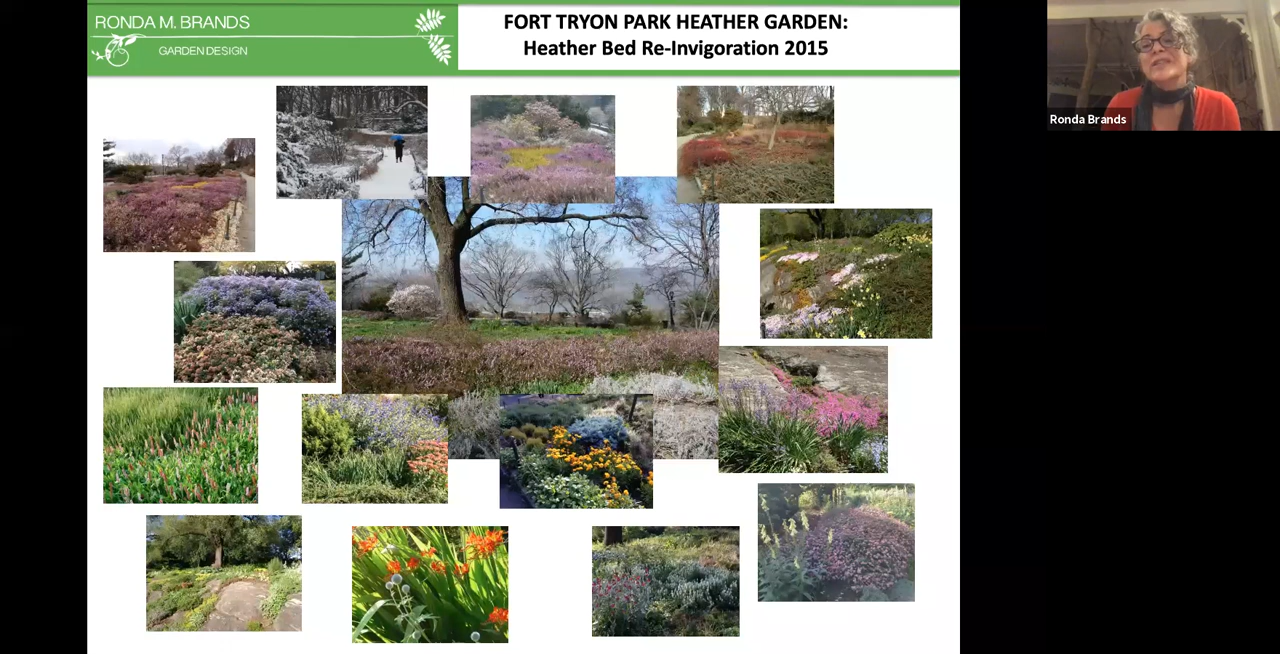 RONDA M. BRANDS
GARDEN DESIGN
FORT TRYON PARK HEATHER GARDEN:
Heather Bed Re-Invigoration 2015
Ronda Brands